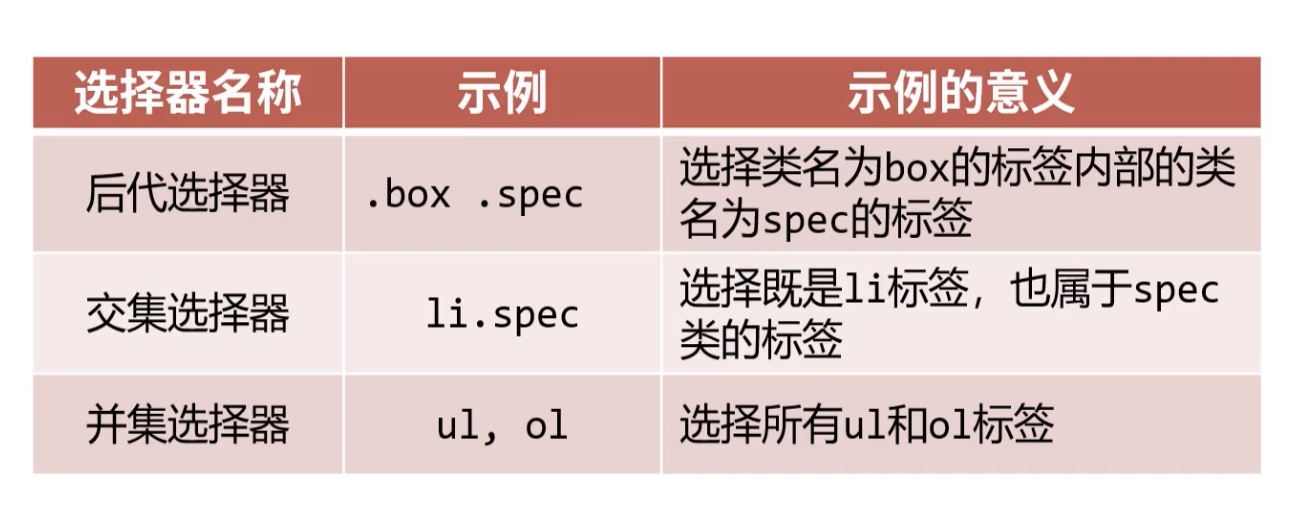 选择器名称 示例 示例的意义
后代选择器 .box .spec 选择类名为box的标签内部的类
名为spec的标签
交集选择器 li.spec 选择既是li标签，也属于spec
类的标签
并集选择器 ul, ol 选择所有ul和ol标签